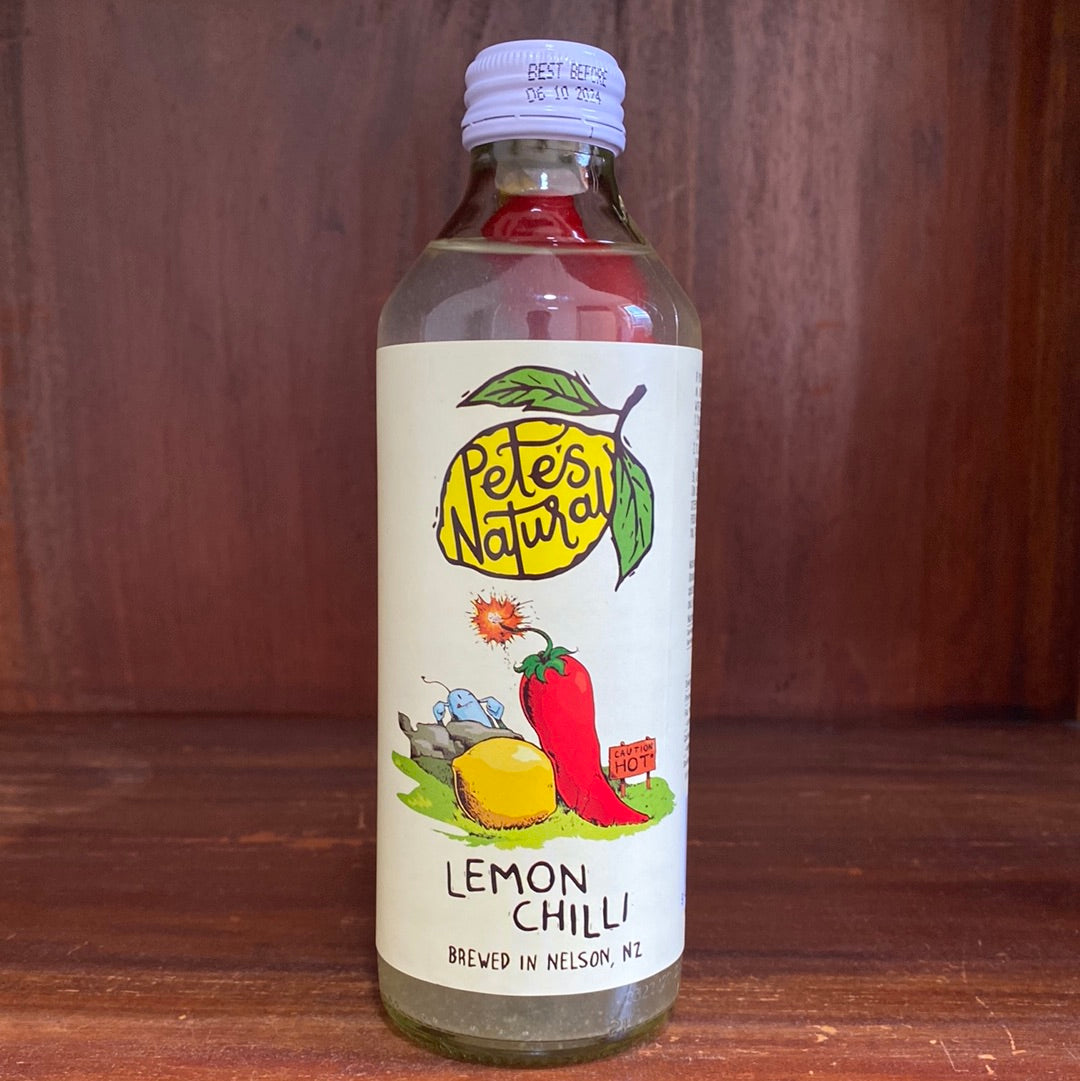 BEST BEFORE
06 10 2024
Pete's
Natural
CAUTION
HOT
LEMON
CHILLI
BREWED IN NELSON, NZ